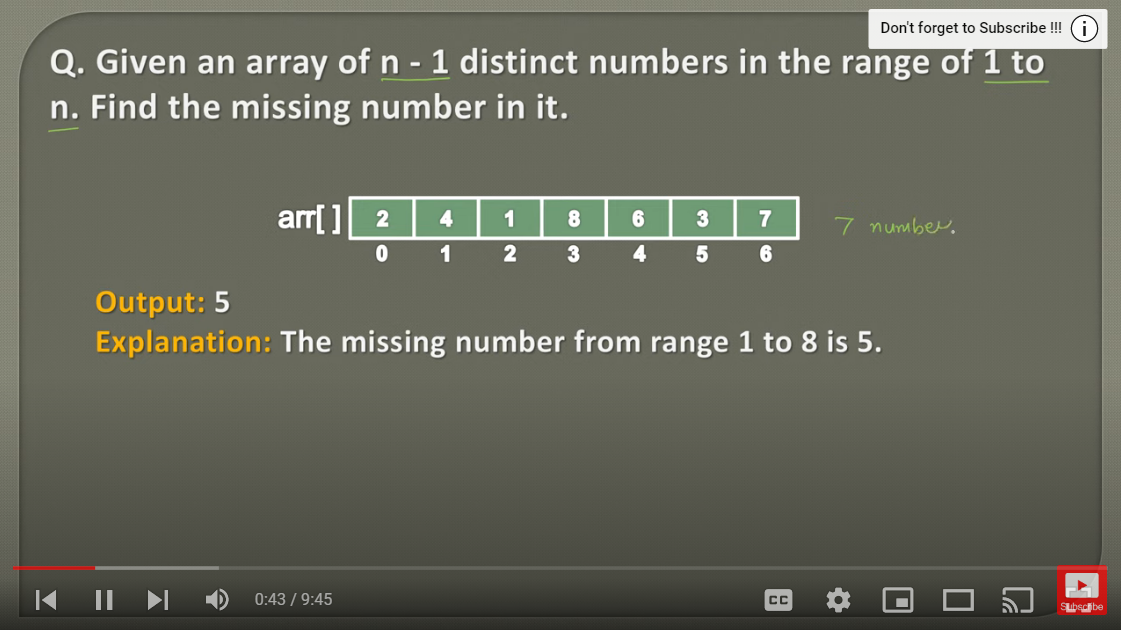 Don't forget to Subscribe !!!
Q. Given an array of n - 1 distinct numbers in the range of 1 to
n. Find the missing number in it.
arr[ ] 2 4 1 8 6 3 7 7 number.
0 1 2 3 4 5 6
Output: 5
Explanation: The missing number from range 1 to 8 is 5.
0:43 / 9:45 CC Subscribe